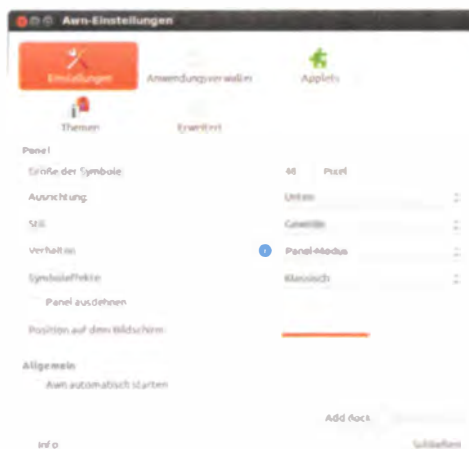 Awn-Einstellungen
Einstellungen Anwendungsverwalter Applets
Themen Erweitert
Panel
Größe der Symbole 48 Pixel
Ausrichtung Unten
Stil
Verhalten Panel-Modus
Symboleffekte Klassisch
Panel ausdehnen
Position auf dem Bildschirm
Allgemein
Awn automatisch starten
Add dock
Info Schließen